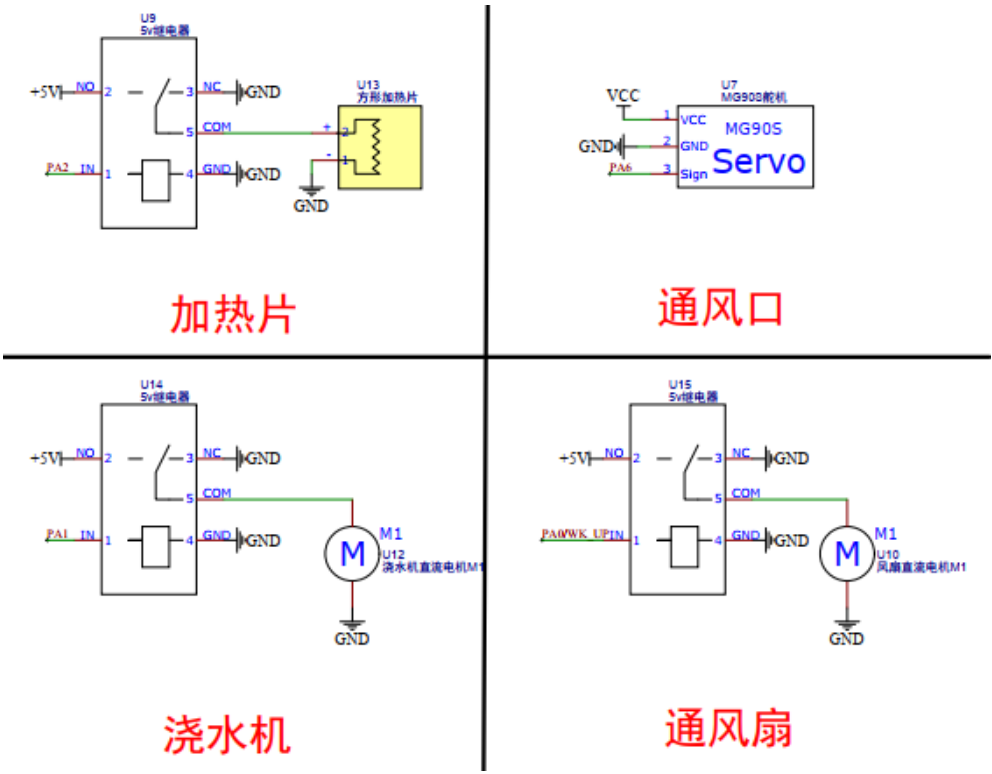 U9
5v继电器
+5V
NO
2
3
NC
GND
5
COM
PA2
IN
1
4
GND
GND
U13
方形加热片
+
2
-
1
GND
加热片
U7
MG90S舵机
VCC
1
VCC
MG90S
GND
2
GND
Servo
PA6
3
Sign
通风口
U14
5v继电器
+5V
NO
2
3
NC
GND
5
COM
PA1
IN
1
4
GND
GND
M
M1
U12
浇水机直流电机M1
GND
浇水机
U15
5v继电器
+5V
NO
2
3
NC
GND
5
COM
PA0/WK_UP
IN
1
4
GND
GND
M
M1
U10
风扇直流电机M1
GND
通风扇